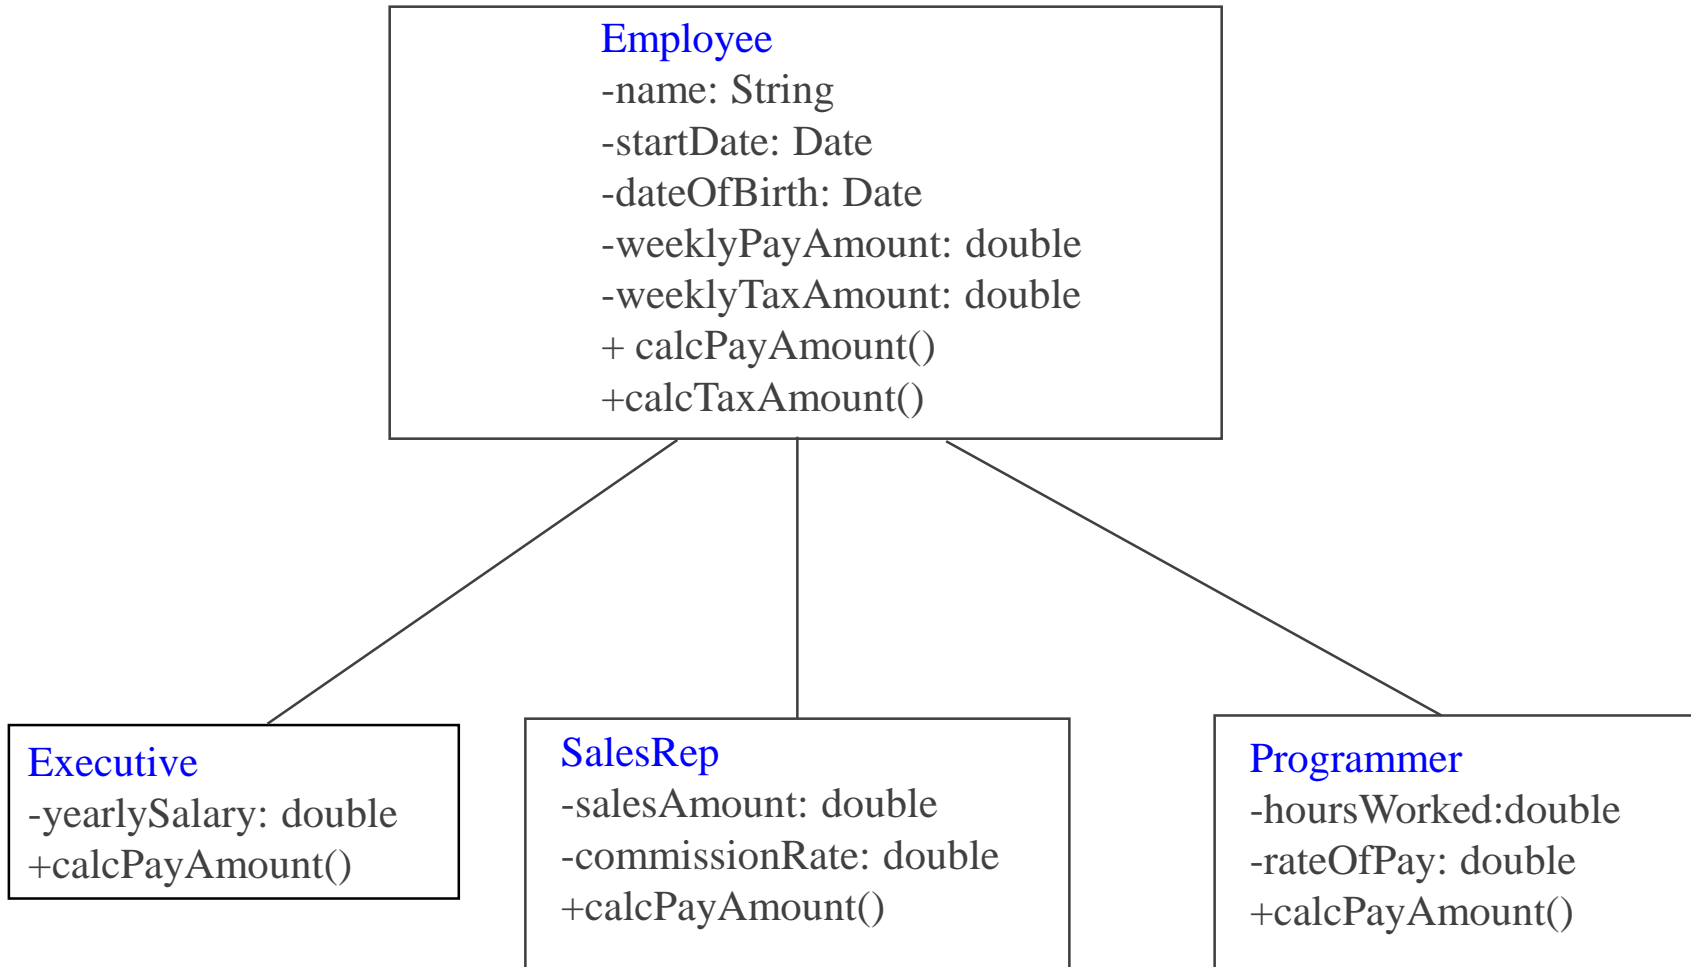 Employee
-name: String
-startDate: Date
-dateOfBirth: Date
-weeklyPayAmount: double
-weeklyTaxAmount: double
+ calcPayAmount()
+calcTaxAmount()
Executive
-yearlySalary: double
+calcPayAmount()
SalesRep
-salesAmount: double
-commissionRate: double
+calcPayAmount()
Programmer
-hoursWorked:double
-rateOfPay: double
+calcPayAmount()